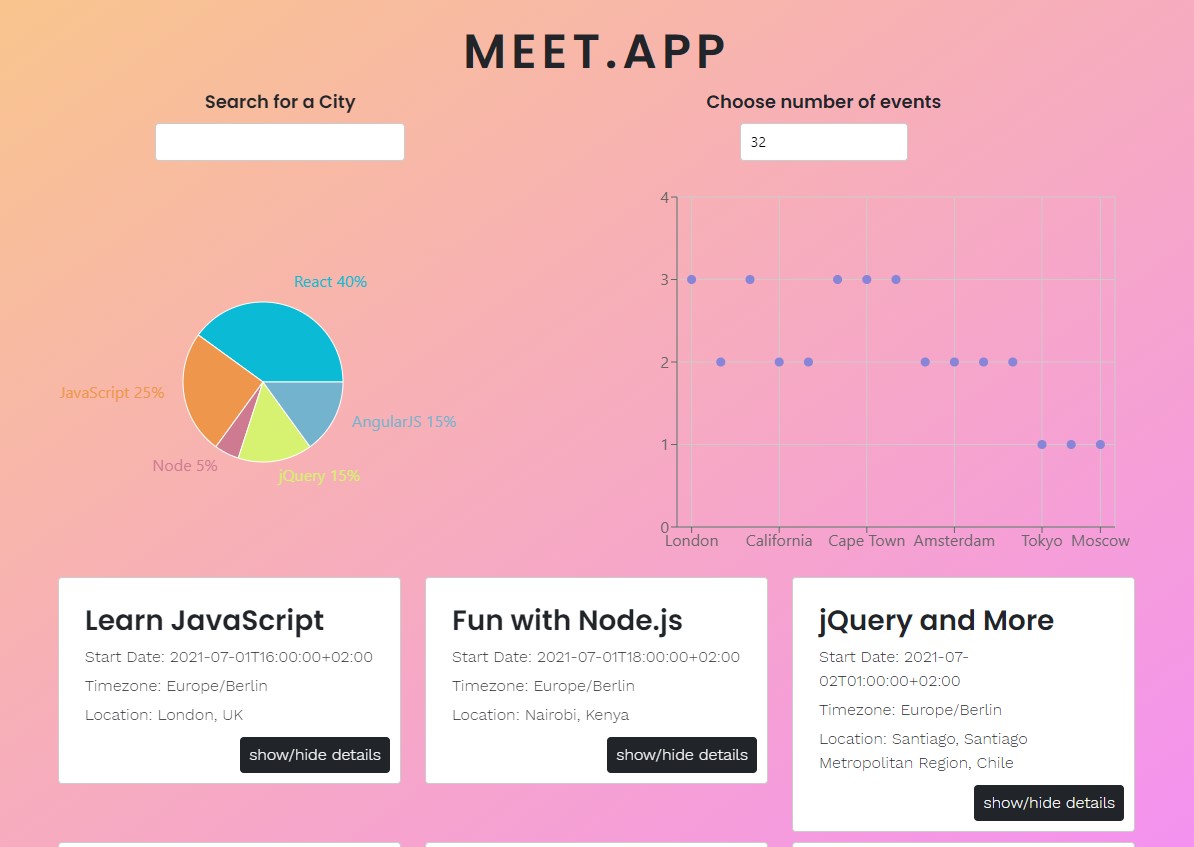 MEET.APP
Search for a City
Choose number of events
32
React 40%
JavaScript 25%
AngularJS 15%
Node 5%
jQuery 15%
4
3
2
1
0
London California Cape Town Amsterdam Tokyo Moscow
Learn JavaScript
Start Date: 2021-07-01T16:00:00+02:00
Timezone: Europe/Berlin
Location: London, UK
show/hide details
Fun with Node.js
Start Date: 2021-07-01T18:00:00+02:00
Timezone: Europe/Berlin
Location: Nairobi, Kenya
show/hide details
jQuery and More
Start Date: 2021-07-
02T01:00:00+02:00
Timezone: Europe/Berlin
Location: Santiago, Santiago
Metropolitan Region, Chile
show/hide details